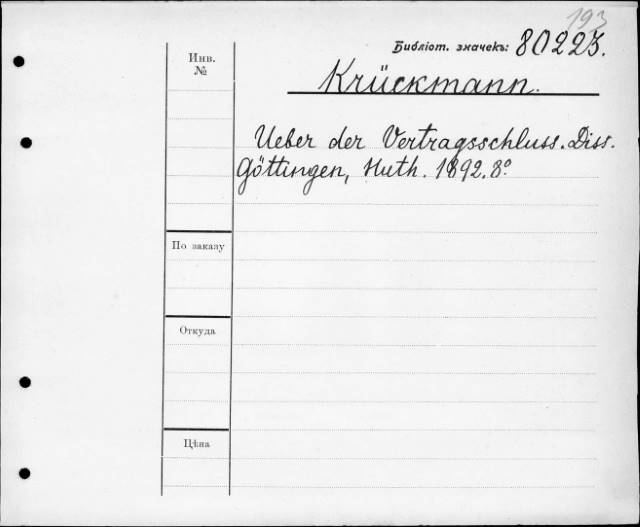 193
Библіот. значекъ: 80223.
Инв. №
Krückmann.
Ueber der Vertragsschluss. Diss.
Göttingen, Huth. 1892. 8°
По заказу
Откуда
Цѣна